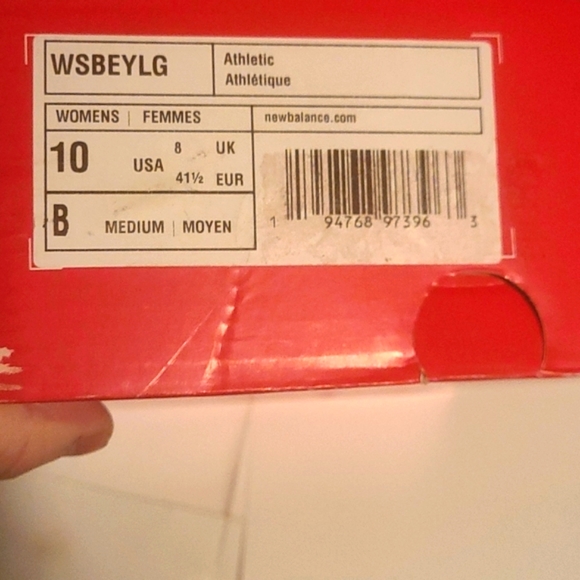 WSBEYLG
Athletic
Athlétique
WOMENS | FEMMES
newbalance.com
10 USA 8 UK
41½ EUR
B MEDIUM | MOYEN
1 94768 97396 3